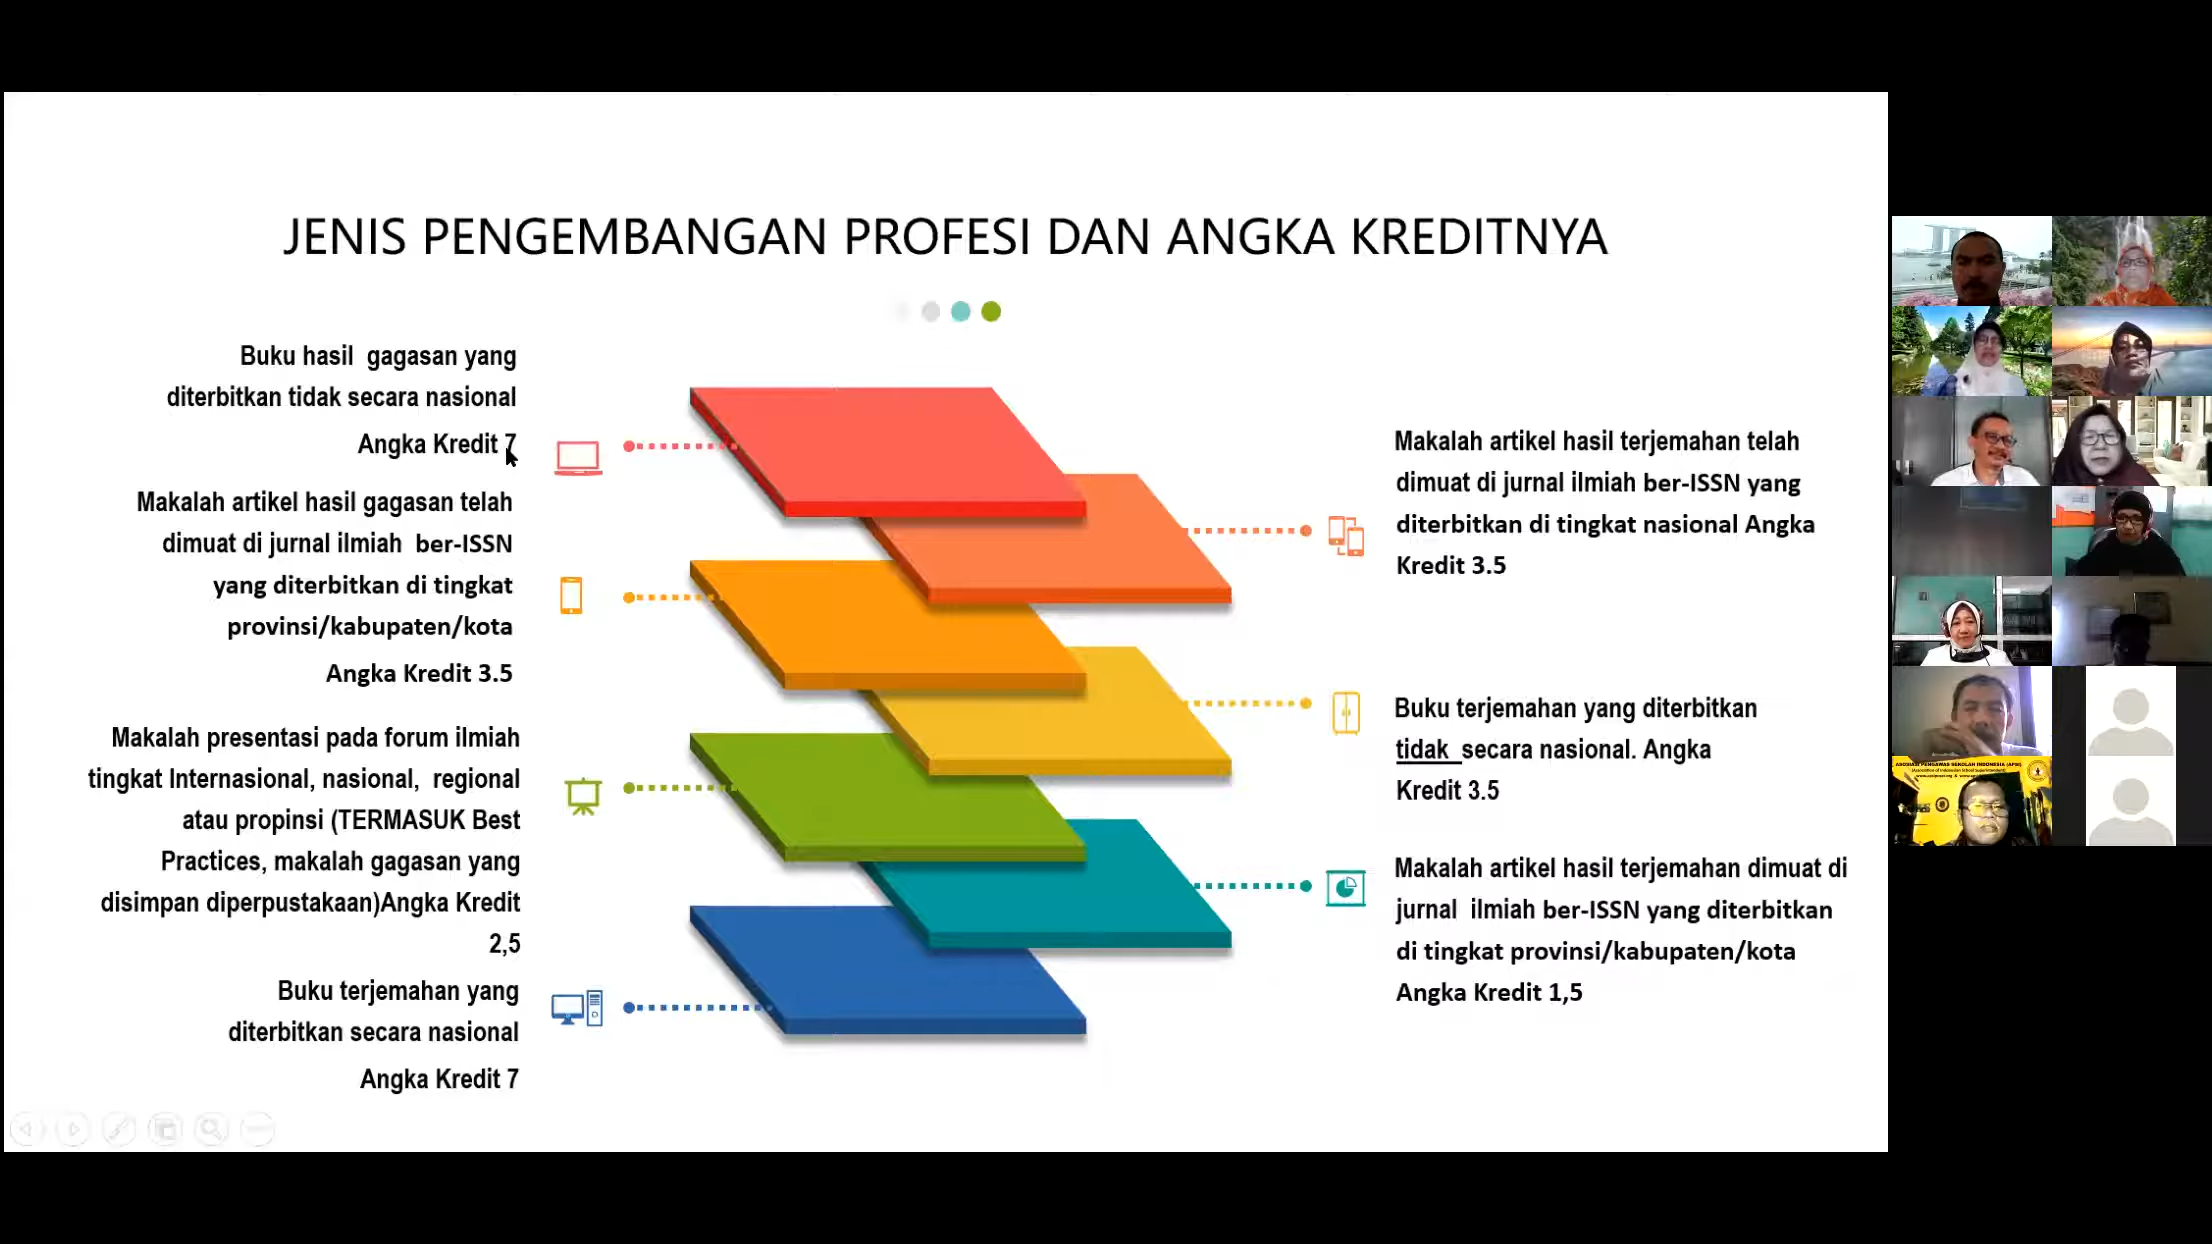 JENIS PENGEMBANGAN PROFESI DAN ANGKA KREDITNYA
Buku hasil gagasan yang
diterbitkan tidak secara nasional
Angka Kredit 7
Makalah artikel hasil gagasan telah
dimuat di jurnal ilmiah ber-ISSN
yang diterbitkan di tingkat
provinsi/kabupaten/kota
Angka Kredit 3.5
Makalah presentasi pada forum ilmiah
tingkat Internasional, nasional, regional
atau propinsi (TERMASUK Best
Practices, makalah gagasan yang
disimpan diperpustakaan)Angka Kredit
2,5
Buku terjemahan yang
diterbitkan secara nasional
Angka Kredit 7
Makalah artikel hasil terjemahan telah
dimuat di jurnal ilmiah ber-ISSN yang
diterbitkan di tingkat nasional Angka
Kredit 3.5
Buku terjemahan yang diterbitkan
tidak secara nasional. Angka
Kredit 3.5
Makalah artikel hasil terjemahan dimuat di
jurnal ilmiah ber-ISSN yang diterbitkan
di tingkat provinsi/kabupaten/kota
Angka Kredit 1,5
ASOSIASI PENGAWAS SEKOLAH INDONESIA (APSI)